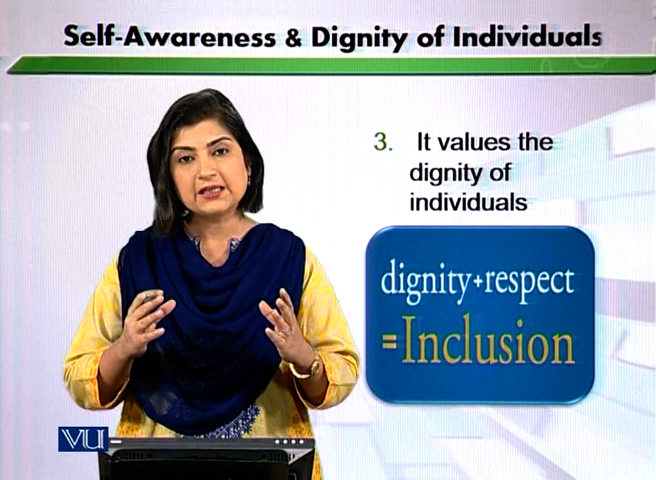 Self-Awareness & Dignity of Individuals
3. It values the
dignity of
individuals
dignity+respect
=Inclusion
VU